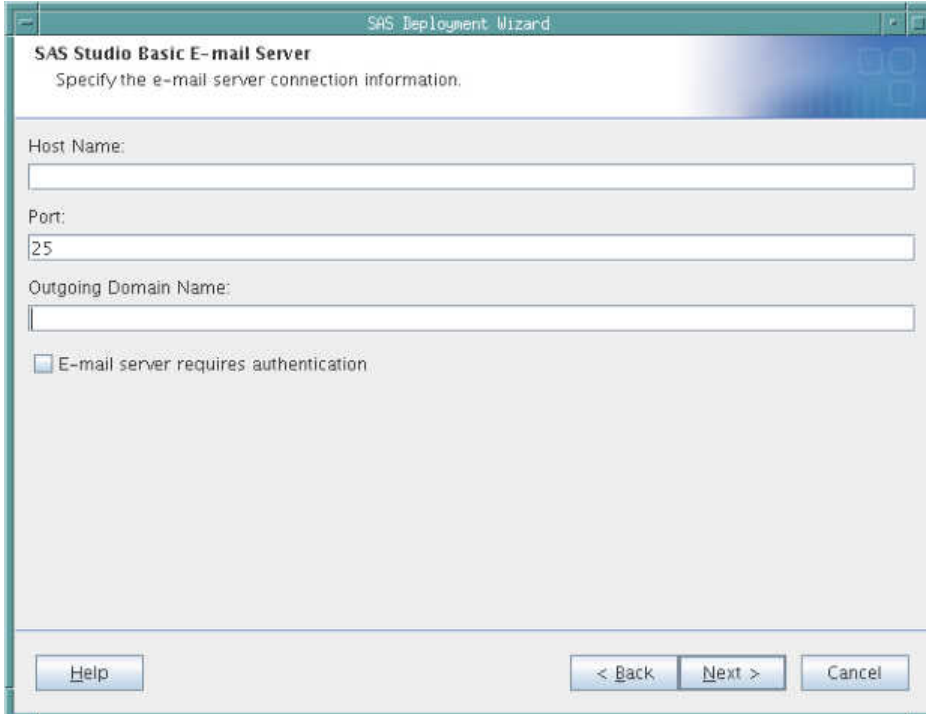 SAS Deployment Wizard
SAS Studio Basic E-mail Server
Specify the e-mail server connection information.
Host Name:
Port:
25
Outgoing Domain Name:
E-mail server requires authentication
Help
< Back
Next >
Cancel